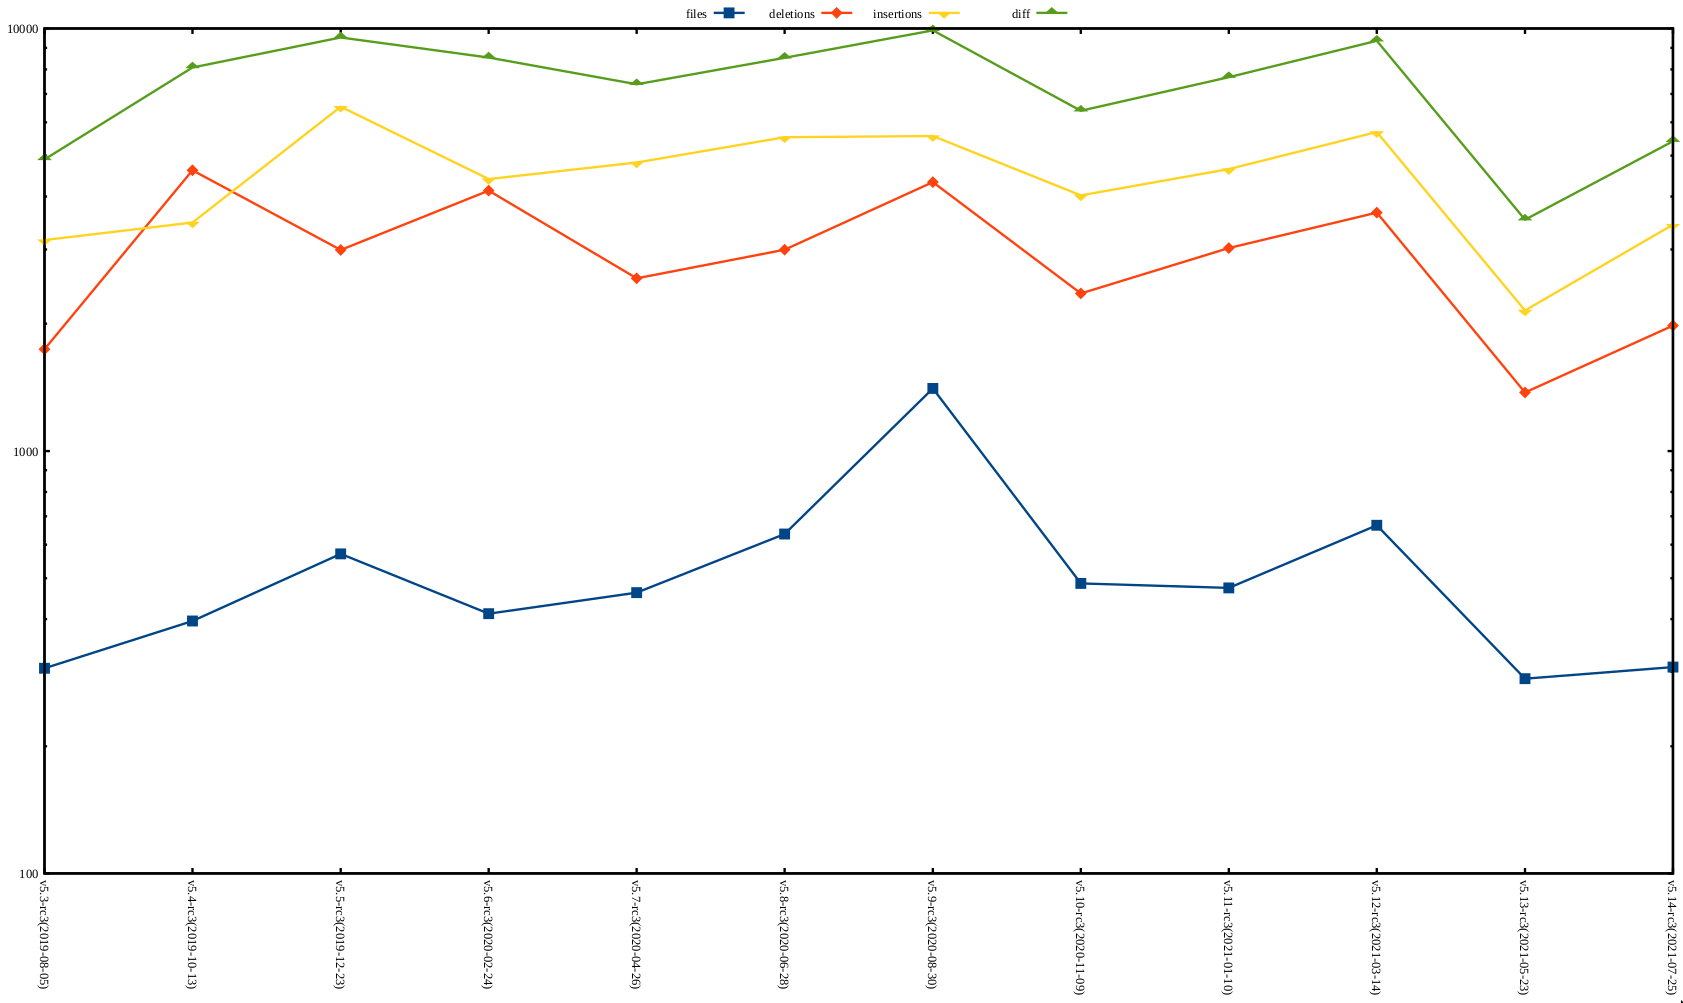 files deletions insertions diff
10000
1000
100
v5.3-rc3(2019-08-05)
v5.4-rc3(2019-10-13)
v5.5-rc3(2019-12-23)
v5.6-rc3(2020-02-24)
v5.7-rc3(2020-04-26)
v5.8-rc3(2020-06-28)
v5.9-rc3(2020-08-30)
v5.10-rc3(2020-11-09)
v5.11-rc3(2021-01-10)
v5.12-rc3(2021-03-14)
v5.13-rc3(2021-05-23)
v5.14-rc3(2021-07-25)